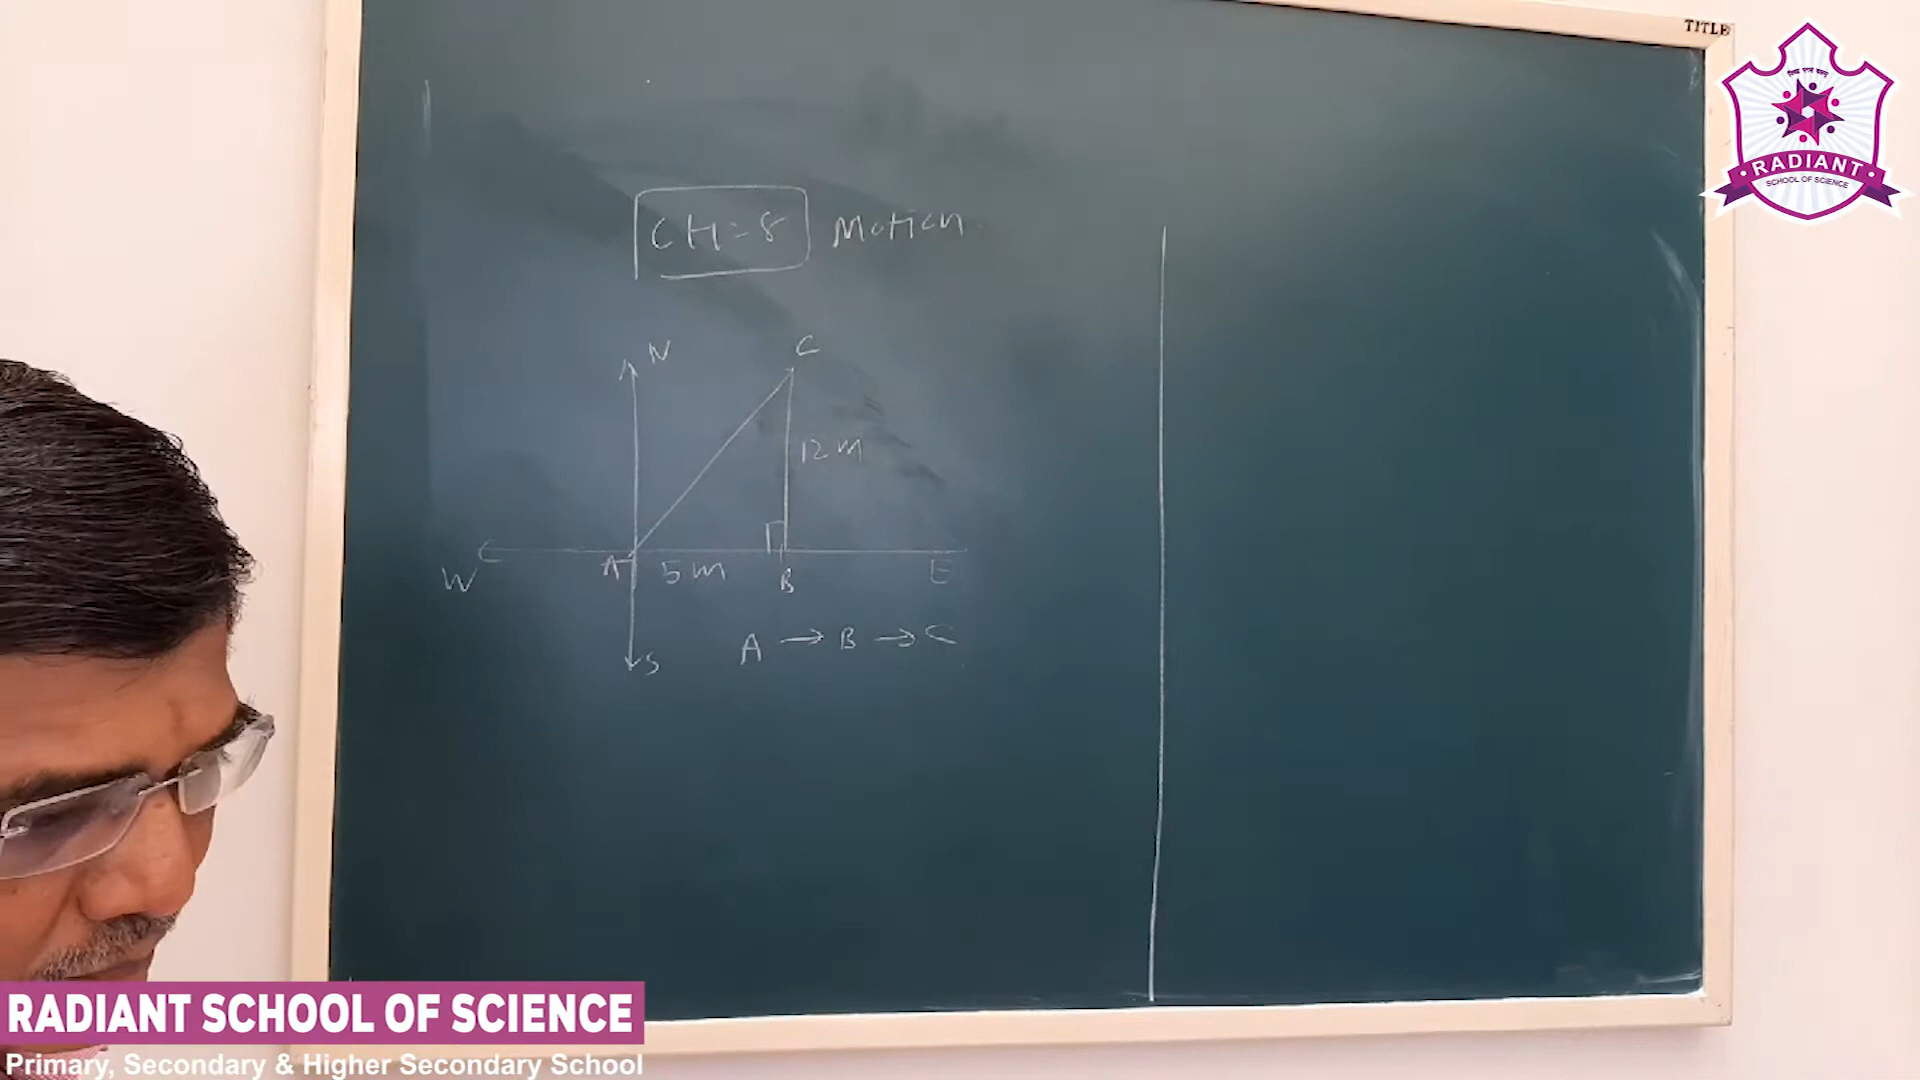 TITLE
RADIANT
SCHOOL OF SCIENCE
CH=8 Motion
N
C
12 m
W
A
5 m
B
E
S
A → B → C
RADIANT SCHOOL OF SCIENCE
Primary, Secondary & Higher Secondary School